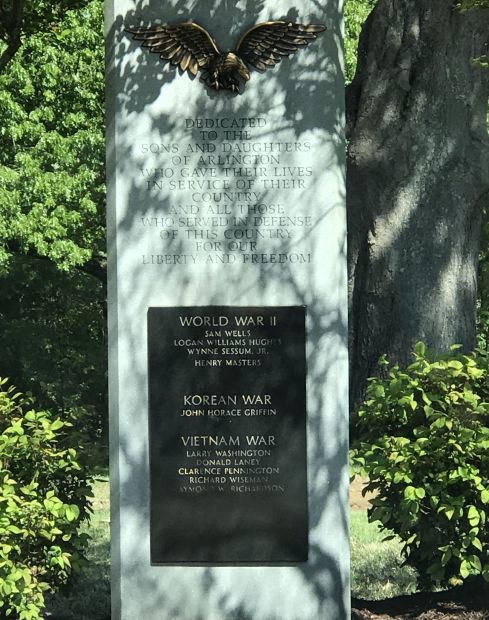 DEDICATED
TO THE
SONS AND DAUGHTERS
OF ARLINGTON
WHO GAVE THEIR LIVES
IN SERVICE OF THEIR
COUNTRY
AND ALL THOSE
WHO SERVED IN DEFENSE
OF THIS COUNTRY
FOR OUR
LIBERTY AND FREEDOM
WORLD WAR II
SAM WELLS
LOGAN WILLIAMS HUGHES
WYNNE SESSUM, JR.
HENRY MASTERS
KOREAN WAR
JOHN HORACE GRIFFIN
VIETNAM WAR
LARRY WASHINGTON
DONALD LANEY
CLARENCE PENNINGTON
RICHARD WISEMAN
RAYMOND W. RICHARDSON